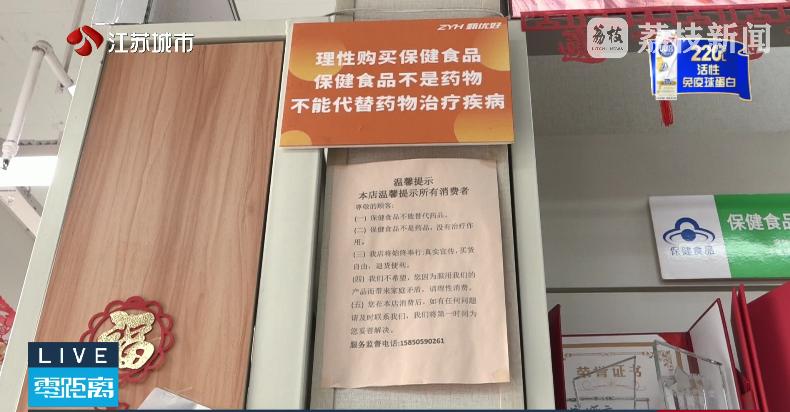 江苏城市
荔枝
LITCHI NEWS
荔枝新闻
ZYH 甄优好
理性购买保健食品
保健食品不是药物
不能代替药物治疗疾病
220亿
活性
免疫球蛋白
温馨提示
本店温馨提示所有消费者
尊敬的顾客:
(一)保健食品不能替代药品。
(二)保健食品不是药品,没有治疗作
用。
(三)我店将始终奉行:真实宣传,买货
自由,退货便利。
(四)我们不希望,您因为服用我们的
产品而带来家庭矛盾,请理性消费。
(五)您在本店消费后,如有任何问题
请及时联系我们,我们将第一时间为
您妥善解决。
服务监督电话:15850590261
保健食品
保健食品
福
荣誉证书
LIVE
零距离